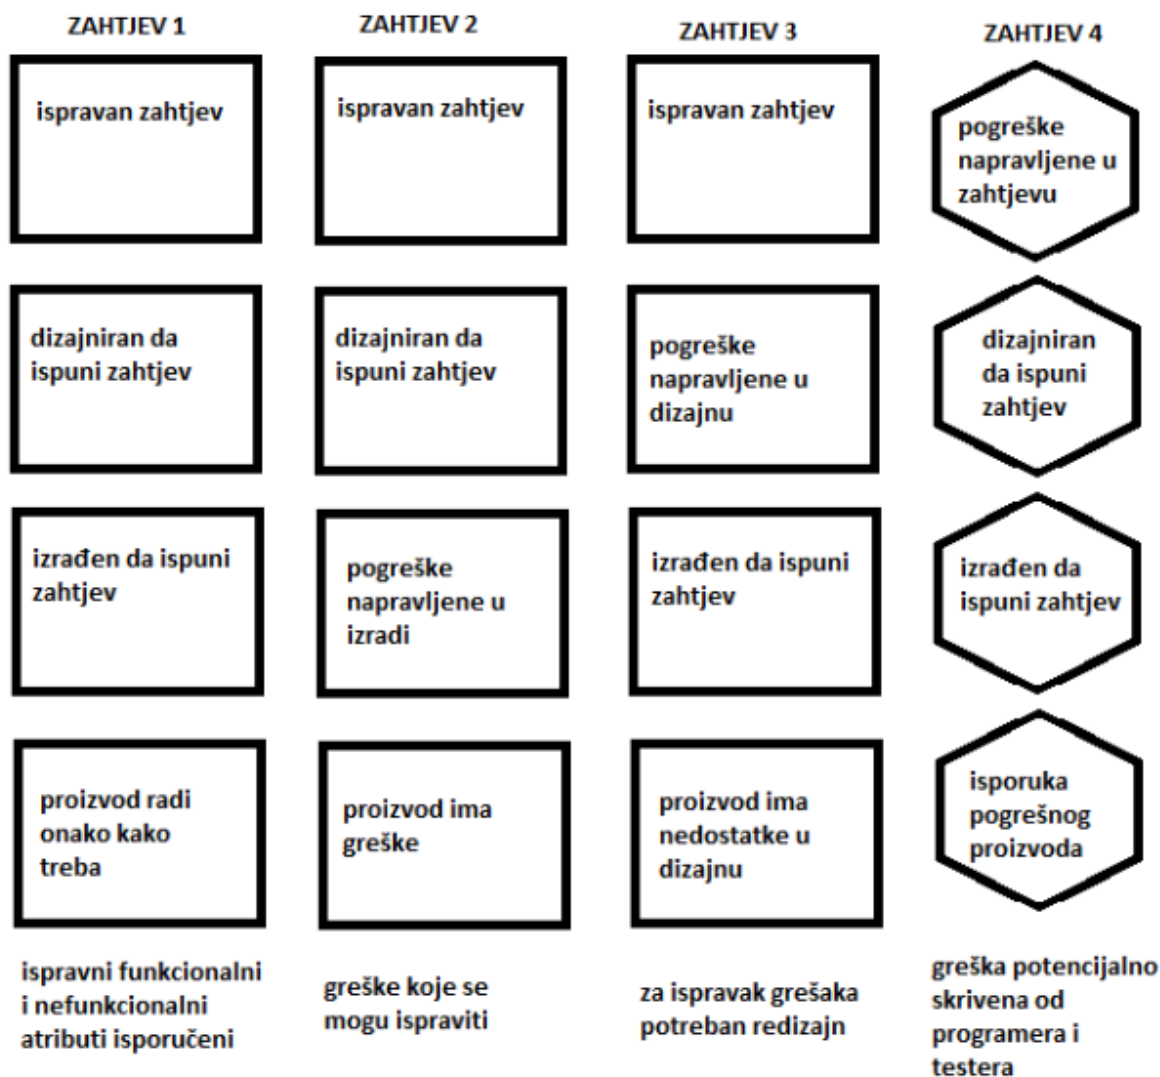 ZAHTJEV 1
ZAHTJEV 2
ZAHTJEV 3
ZAHTJEV 4
ispravan zahtjev
ispravan zahtjev
ispravan zahtjev
pogreške
napravljene u
zahtjevu
dizajniran da
ispuni zahtjev
dizajniran da
ispuni zahtjev
pogreške
napravljene u
dizajnu
dizajniran
da ispuni
zahtjev
izrađen da ispuni
zahtjev
pogreške
napravljene u
izradi
izrađen da ispuni
zahtjev
izrađen da
ispuni zahtjev
proizvod radi
onako kako
treba
proizvod ima
greške
proizvod ima
nedostatke u
dizajnu
isporuka
pogrešnog
proizvoda
ispravni funkcionalni
i nefunkcionalni
atributi isporučeni
greške koje se
mogu ispraviti
za ispravak grešaka
potreban redizajn
greška potencijalno
skrivena od
programera i
testera